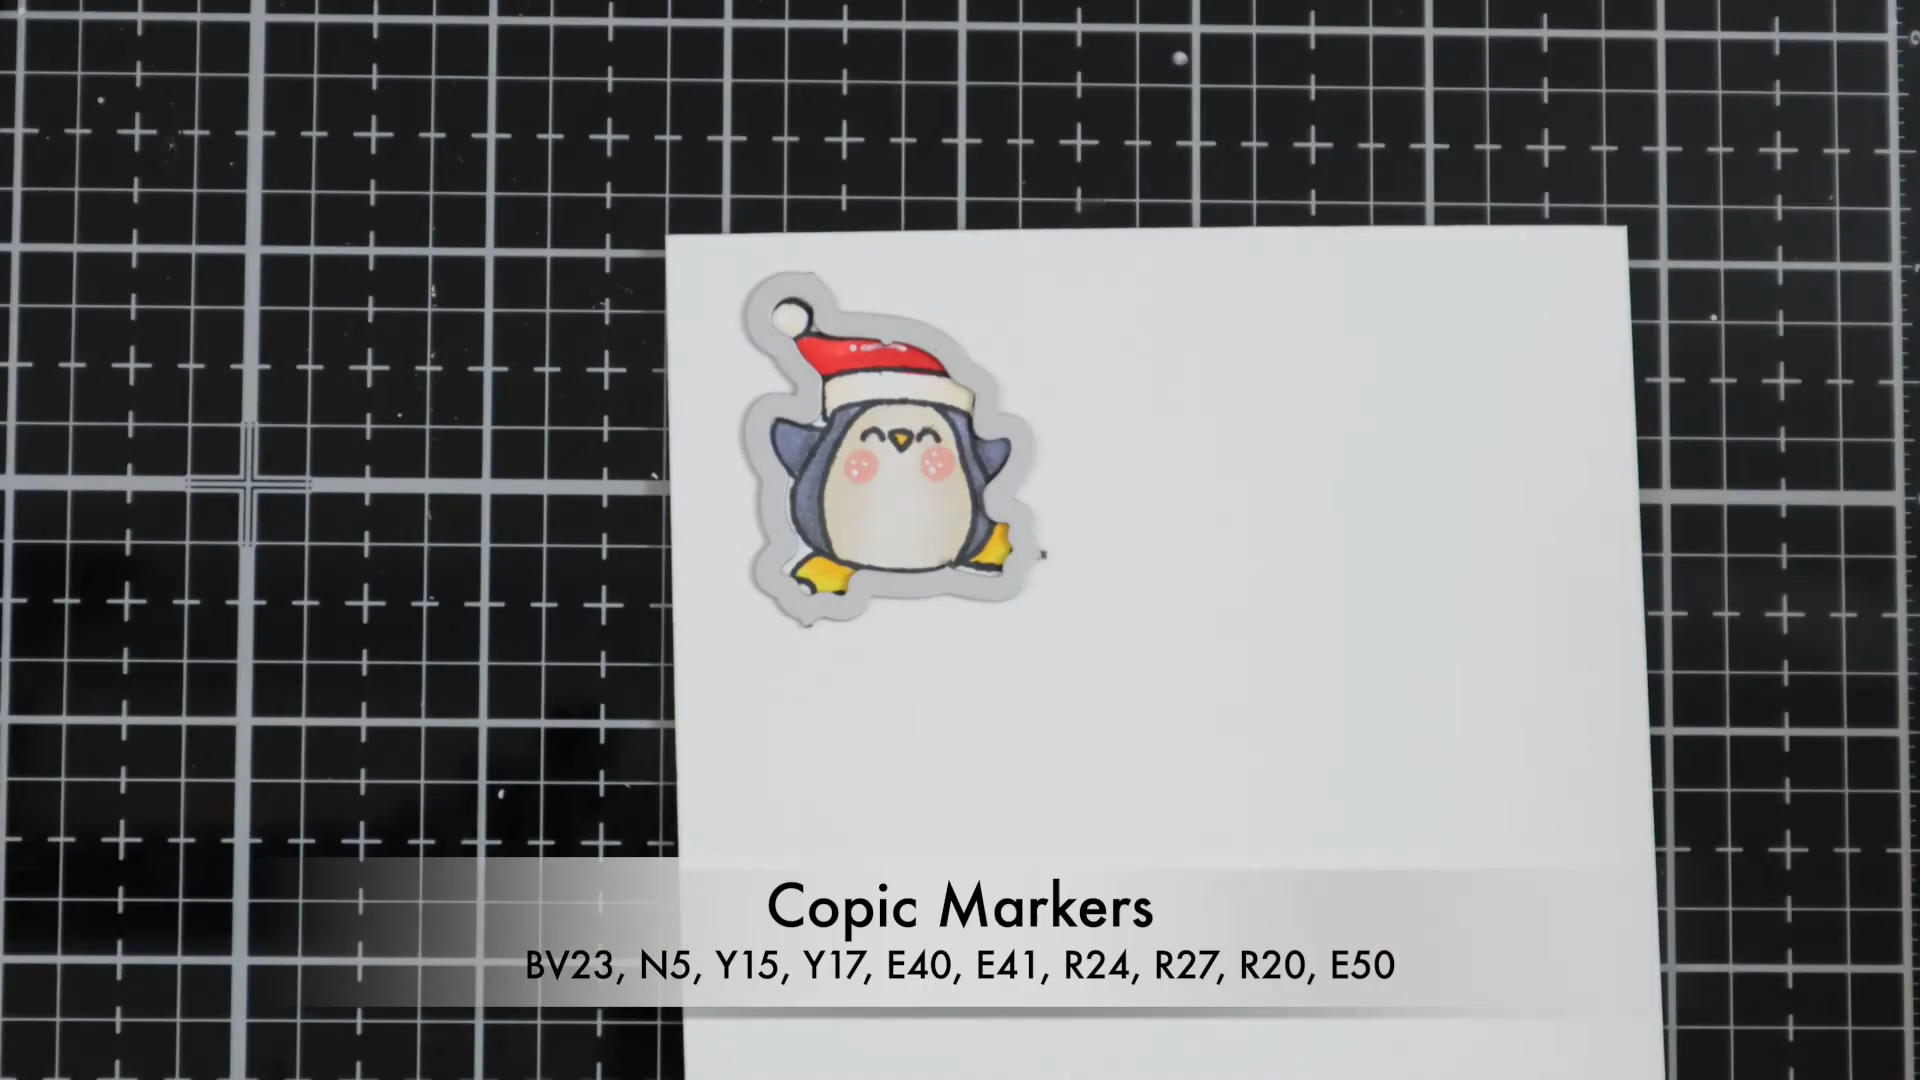 Copic Markers
BV23, N5, Y15, Y17, E40, E41, R24, R27, R20, E50